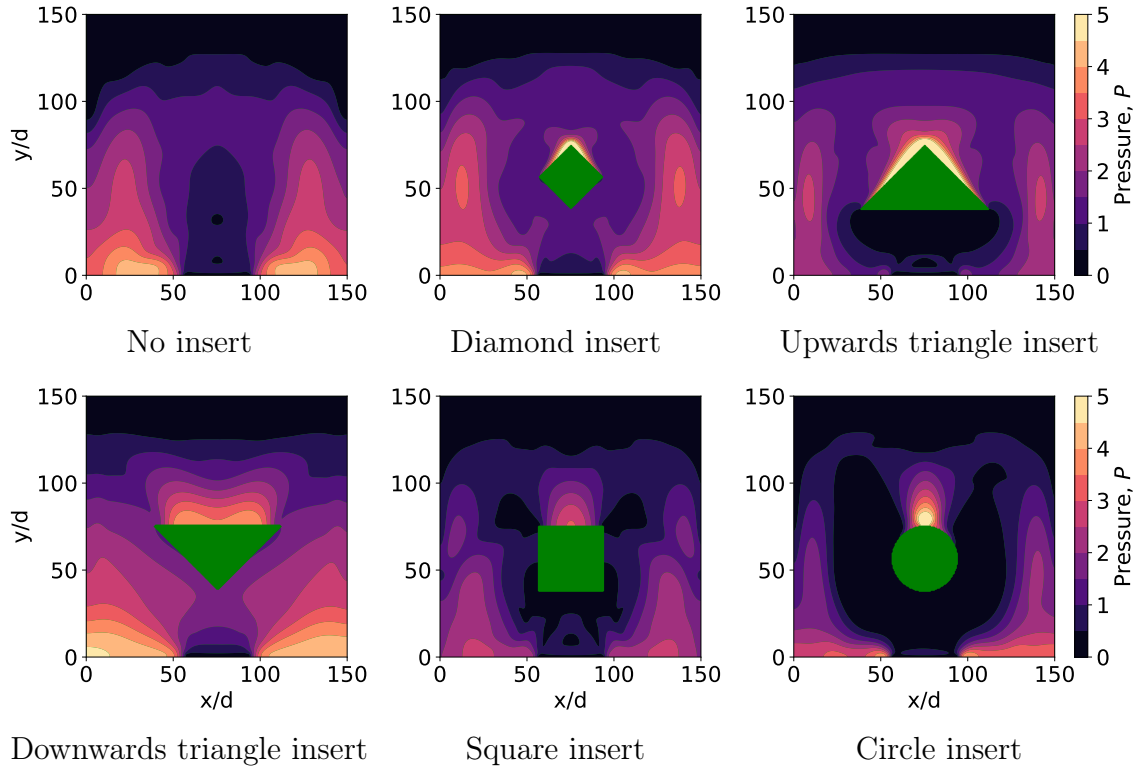 150
100
50
0
y/d
0 50 100 150
No insert
150
100
50
0
0 50 100 150
Diamond insert
150
100
50
0
0 50 100 150
Upwards triangle insert
5
4
3
2
1
0
Pressure, P
150
100
50
0
y/d
0 50 100 150
x/d
Downwards triangle insert
150
100
50
0
0 50 100 150
x/d
Square insert
150
100
50
0
0 50 100 150
x/d
Circle insert
5
4
3
2
1
0
Pressure, P